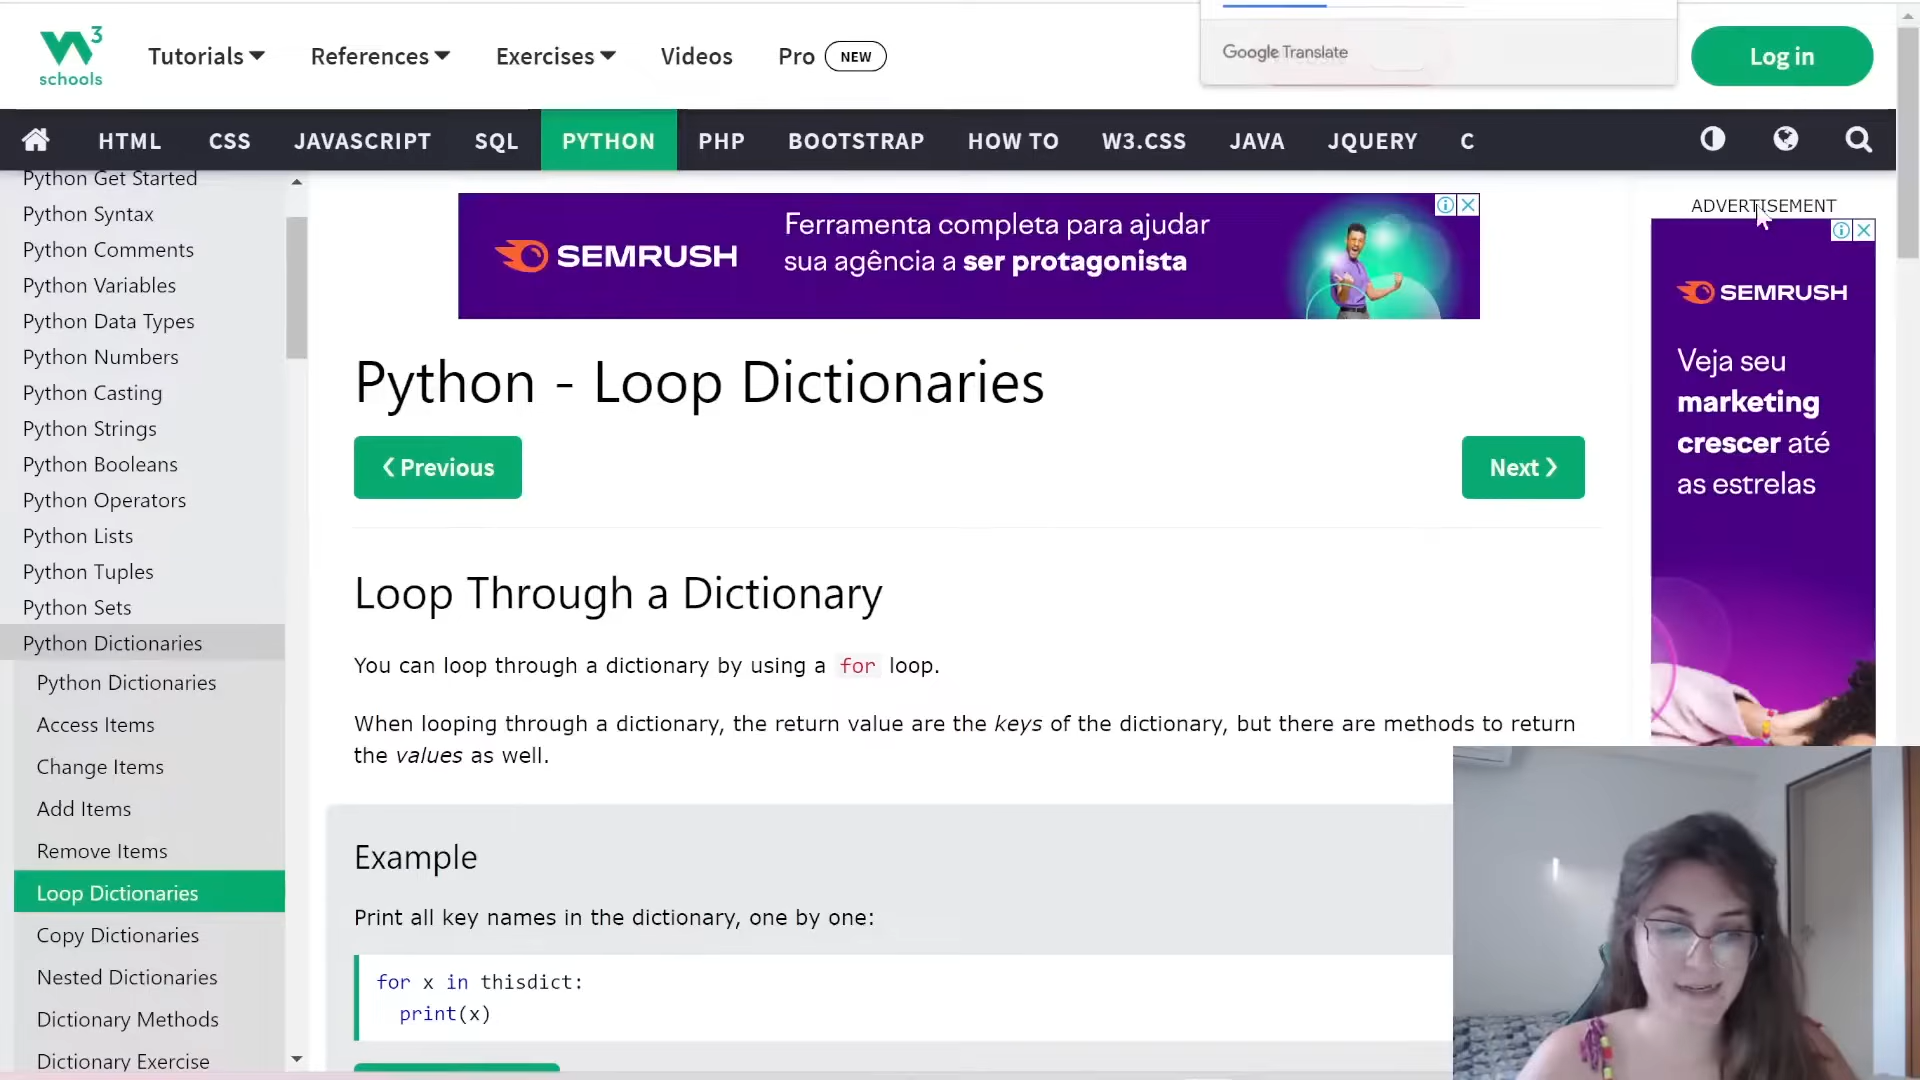 W3
schools
Tutorials
References
Exercises
Videos
Pro NEW
Google Translate
Log in
HTML
CSS
JAVASCRIPT
SQL
PYTHON
PHP
BOOTSTRAP
HOW TO
W3.CSS
JAVA
JQUERY
C
Python Get Started
Python Syntax
Python Comments
Python Variables
Python Data Types
Python Numbers
Python Casting
Python Strings
Python Booleans
Python Operators
Python Lists
Python Tuples
Python Sets
Python Dictionaries
Python Dictionaries
Access Items
Change Items
Add Items
Remove Items
Loop Dictionaries
Copy Dictionaries
Nested Dictionaries
Dictionary Methods
Dictionary Exercise
SEMRUSH
Ferramenta completa para ajudar
sua agência a ser protagonista
Python - Loop Dictionaries
❮ Previous
Next ❯
Loop Through a Dictionary
You can loop through a dictionary by using a for loop.
When looping through a dictionary, the return value are the keys of the dictionary, but there are methods to return
the values as well.
Example
Print all key names in the dictionary, one by one:
for x in thisdict:
print(x)
ADVERTISEMENT
SEMRUSH
Veja seu
marketing
crescer até
as estrelas